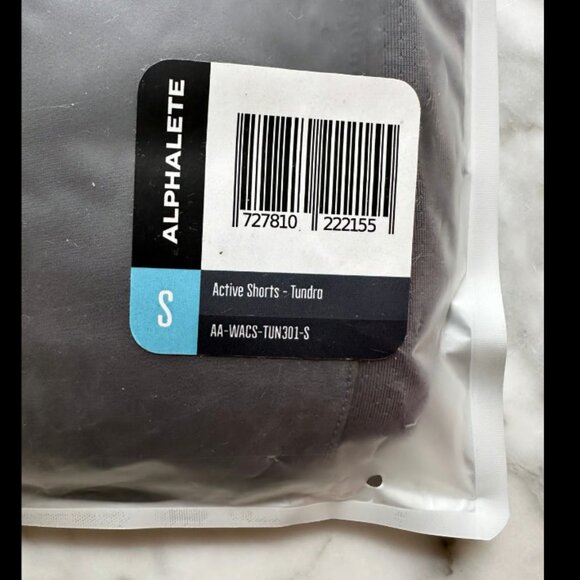 ALPHALETE
727810 222155
S
Active Shorts - Tundra
AA-WACS-TUN301-S